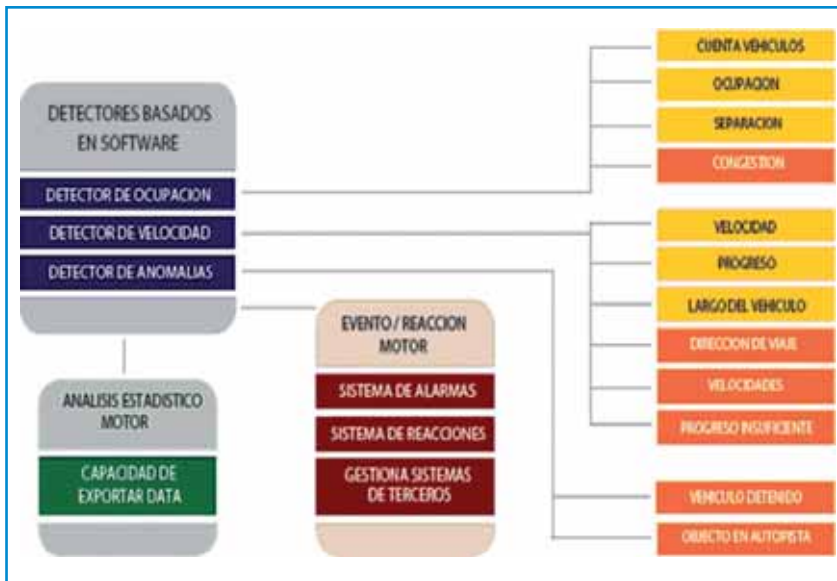 DETECTORES BASADOS
EN SOFTWARE
DETECTOR DE OCUPACION
DETECTOR DE VELOCIDAD
DETECTOR DE ANOMALIAS
ANALISIS ESTADISTICO
MOTOR
CAPACIDAD DE
EXPORTAR DATA
EVENTO / REACCION
MOTOR
SISTEMA DE ALARMAS
SISTEMA DE REACCIONES
GESTIONA SISTEMAS
DE TERCEROS
CUENTA VEHICULOS
OCUPACION
SEPARACION
CONGESTION
VELOCIDAD
PROGRESO
LARGO DEL VEHICULO
DIRECCION DE VIAJE
VELOCIDADES
PROGRESO INSUFICIENTE
VEHICULO DETENIDO
OBJECTO EN AUTOPISTA